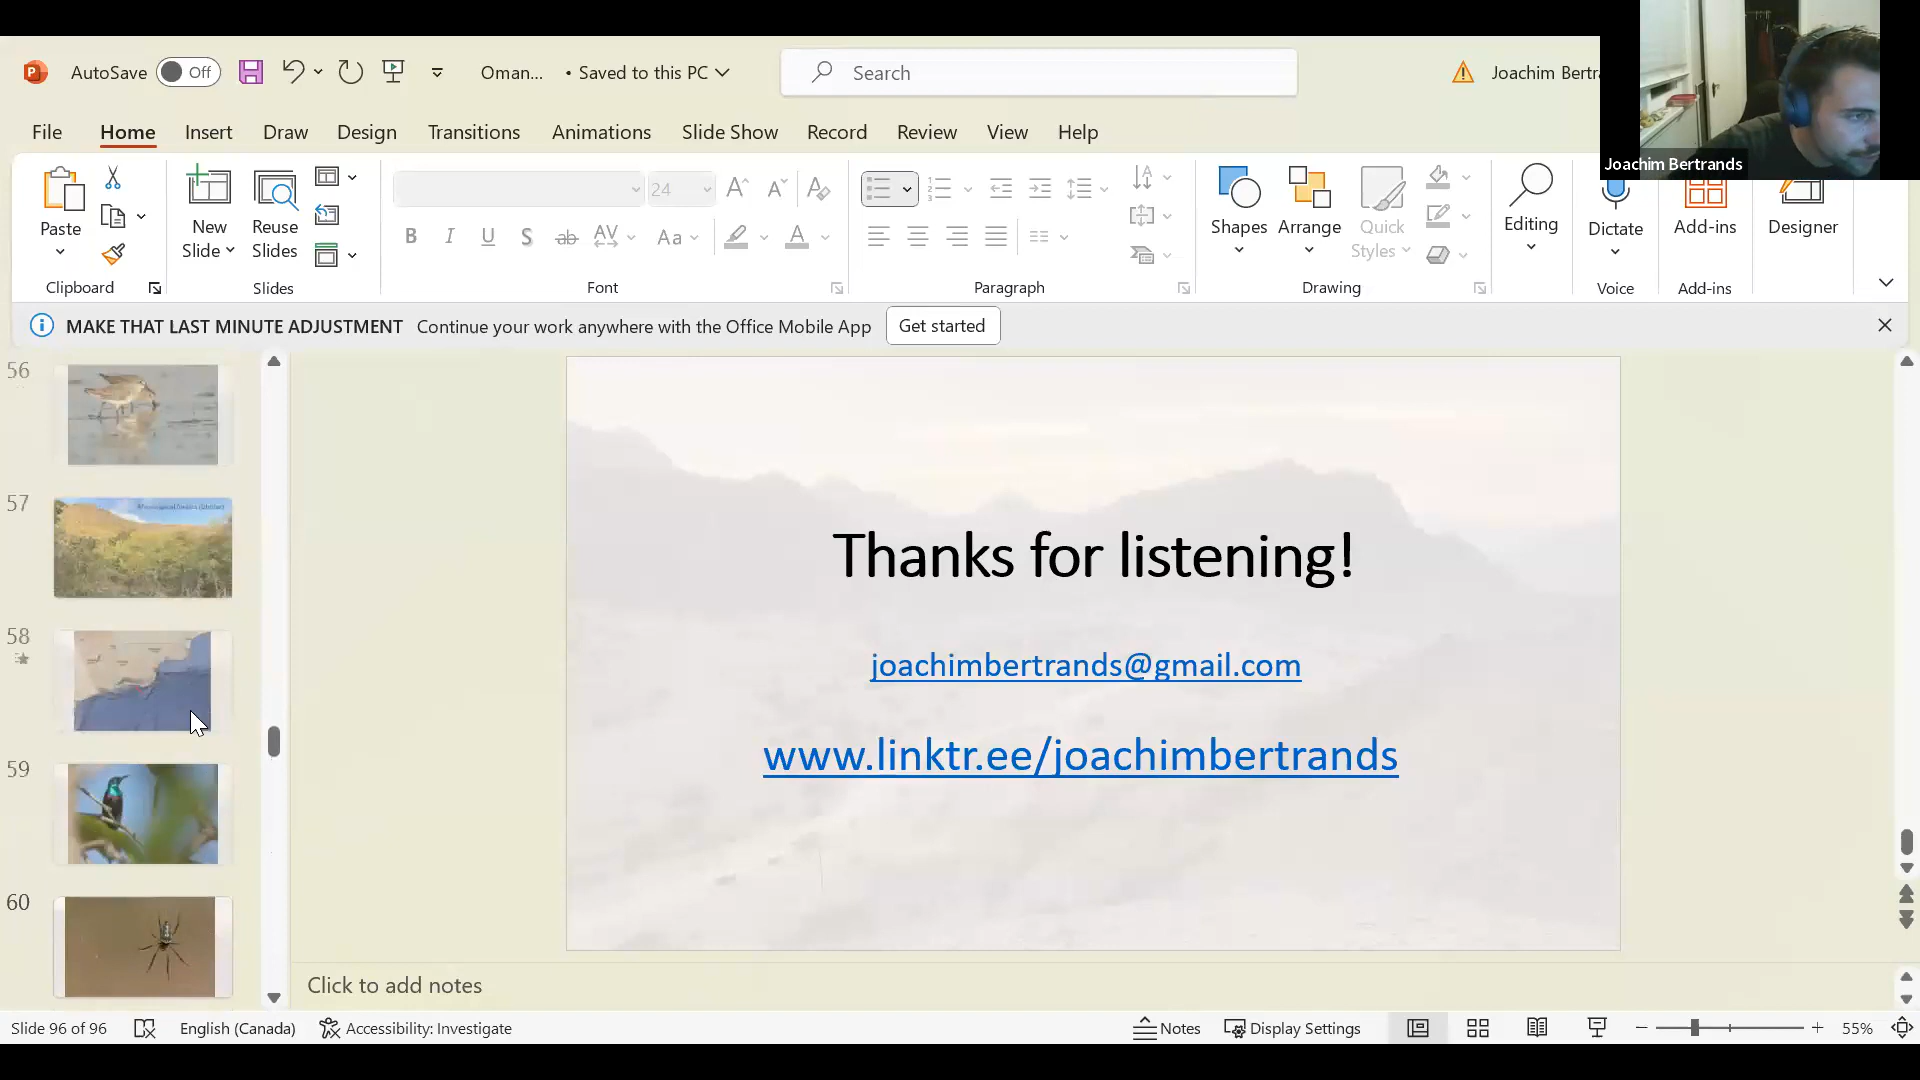 AutoSave Off Oman... • Saved to this PC Search Joachim Bertra
File Home Insert Draw Design Transitions Animations Slide Show Record Review View Help
Joachim Bertrands
Paste
New Slide
Reuse Slides
24
Shapes
Arrange
Quick Styles
Editing
Dictate
Add-ins
Designer
Clipboard Slides Font Paragraph Drawing Voice Add-ins
MAKE THAT LAST MINUTE ADJUSTMENT Continue your work anywhere with the Office Mobile App Get started
56
57
58
59
60
Thanks for listening!
joachimbertrands@gmail.com
www.linktr.ee/joachimbertrands
Click to add notes
Slide 96 of 96 English (Canada) Accessibility: Investigate Notes Display Settings 55%